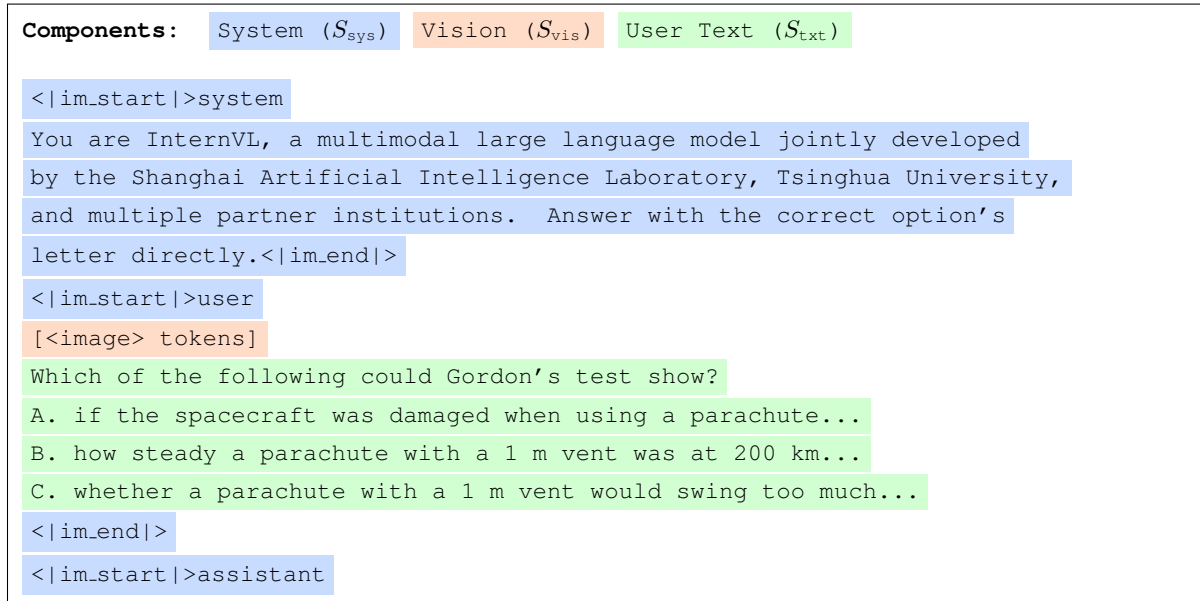 Components: System (S_sys) Vision (S_vis) User Text (S_txt)
<|im_start|>system
You are InternVL, a multimodal large language model jointly developed
by the Shanghai Artificial Intelligence Laboratory, Tsinghua University,
and multiple partner institutions. Answer with the correct option's
letter directly.<|im_end|>
<|im_start|>user
[<image> tokens]
Which of the following could Gordon's test show?
A. if the spacecraft was damaged when using a parachute...
B. how steady a parachute with a 1 m vent was at 200 km...
C. whether a parachute with a 1 m vent would swing too much...
<|im_end|>
<|im_start|>assistant